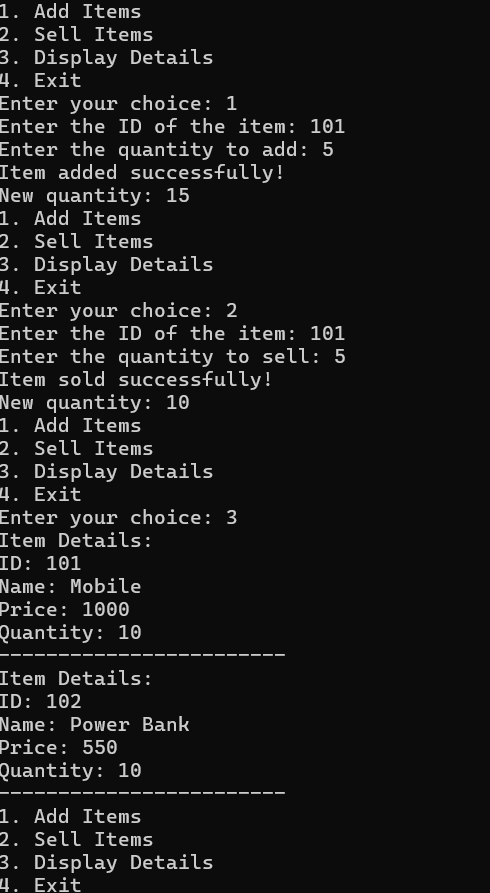 1. Add Items
2. Sell Items
3. Display Details
4. Exit
Enter your choice: 1
Enter the ID of the item: 101
Enter the quantity to add: 5
Item added successfully!
New quantity: 15
1. Add Items
2. Sell Items
3. Display Details
4. Exit
Enter your choice: 2
Enter the ID of the item: 101
Enter the quantity to sell: 5
Item sold successfully!
New quantity: 10
1. Add Items
2. Sell Items
3. Display Details
4. Exit
Enter your choice: 3
Item Details:
ID: 101
Name: Mobile
Price: 1000
Quantity: 10
------------------------
Item Details:
ID: 102
Name: Power Bank
Price: 550
Quantity: 10
------------------------
1. Add Items
2. Sell Items
3. Display Details
4. Exit